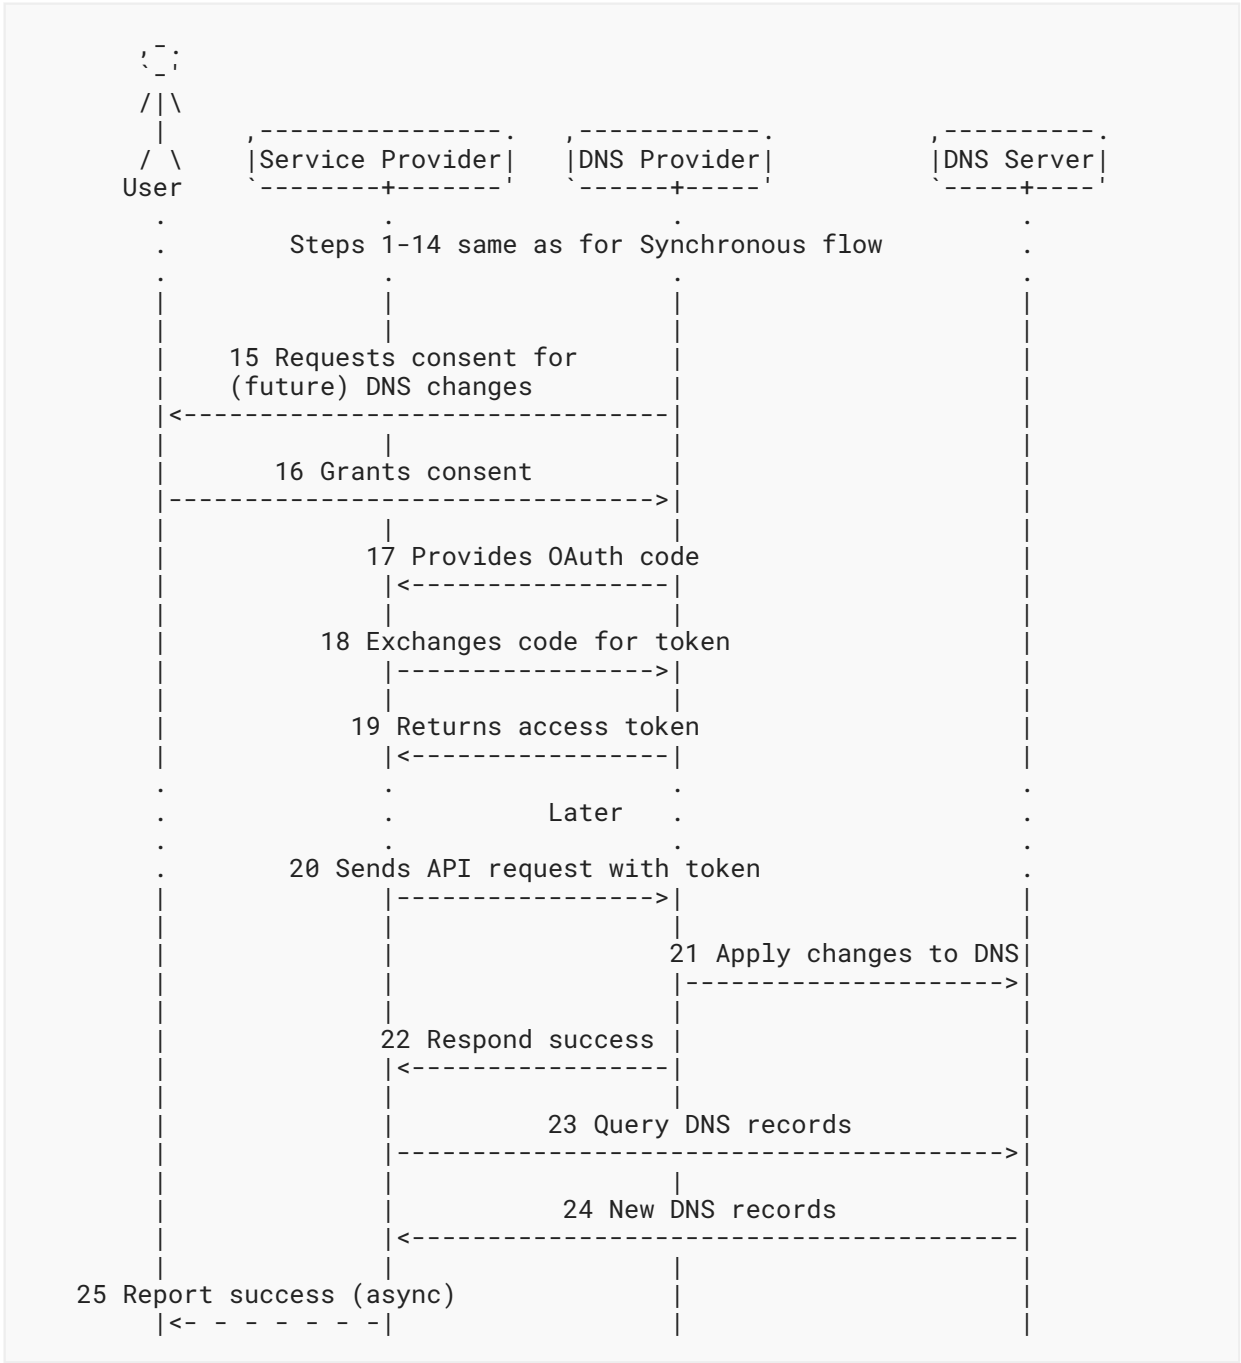 Service Provider DNS Provider DNS Server
User
Steps 1-14 same as for Synchronous flow
15 Requests consent for
(future) DNS changes
16 Grants consent
17 Provides OAuth code
18 Exchanges code for token
19 Returns access token
Later
20 Sends API request with token
21 Apply changes to DNS
22 Respond success
23 Query DNS records
24 New DNS records
25 Report success (async)